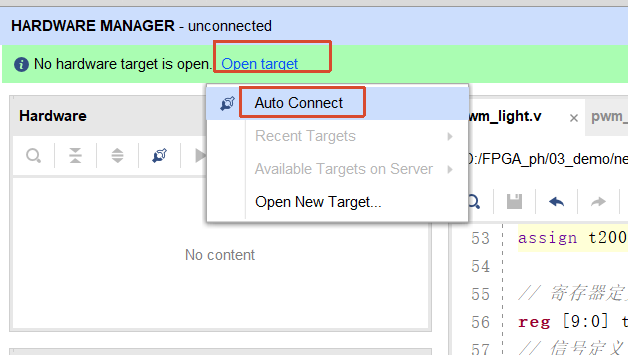 HARDWARE MANAGER - unconnected
No hardware target is open. Open target
Hardware
Auto Connect
Recent Targets
Available Targets on Server
Open New Target...
No content
wm_light.v
pwm_
D:/FPGA_ph/03_demo/ne
53 assign t200
54
55 // 寄存器定
56 reg [9:0] t
57 // 信号定义